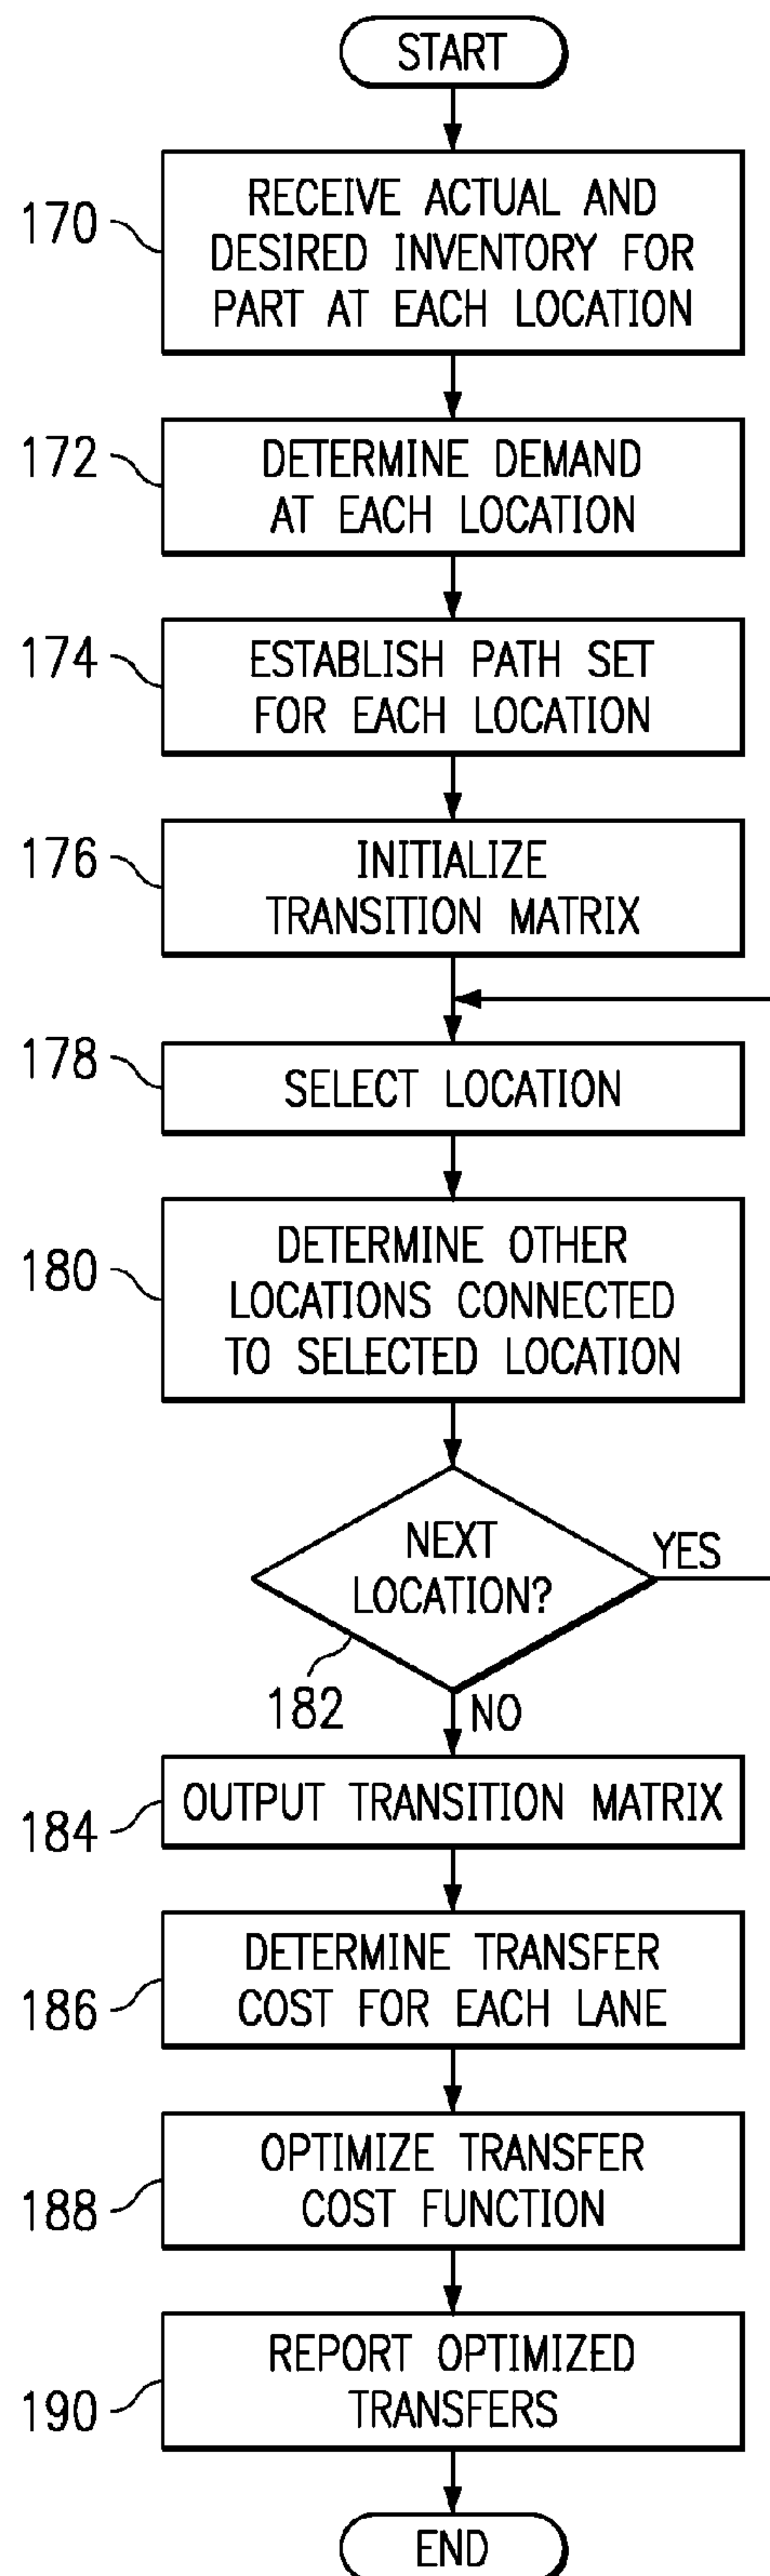 START
170
RECEIVE ACTUAL AND
DESIRED INVENTORY FOR
PART AT EACH LOCATION
172
DETERMINE DEMAND
AT EACH LOCATION
174
ESTABLISH PATH SET
FOR EACH LOCATION
176
INITIALIZE
TRANSITION MATRIX
178
SELECT LOCATION
180
DETERMINE OTHER
LOCATIONS CONNECTED
TO SELECTED LOCATION
NEXT
LOCATION?
YES
182
NO
184
OUTPUT TRANSITION MATRIX
186
DETERMINE TRANSFER
COST FOR EACH LANE
188
OPTIMIZE TRANSFER
COST FUNCTION
190
REPORT OPTIMIZED
TRANSFERS
END